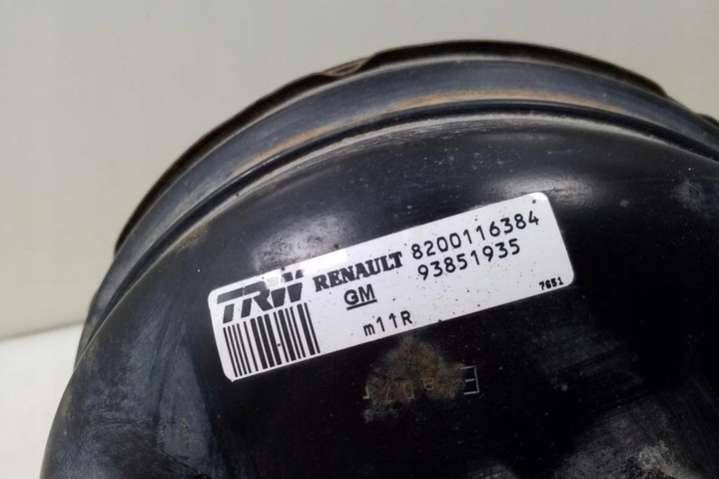 TRW RENAULT 8200116384
GM 93851935
m11R
7651